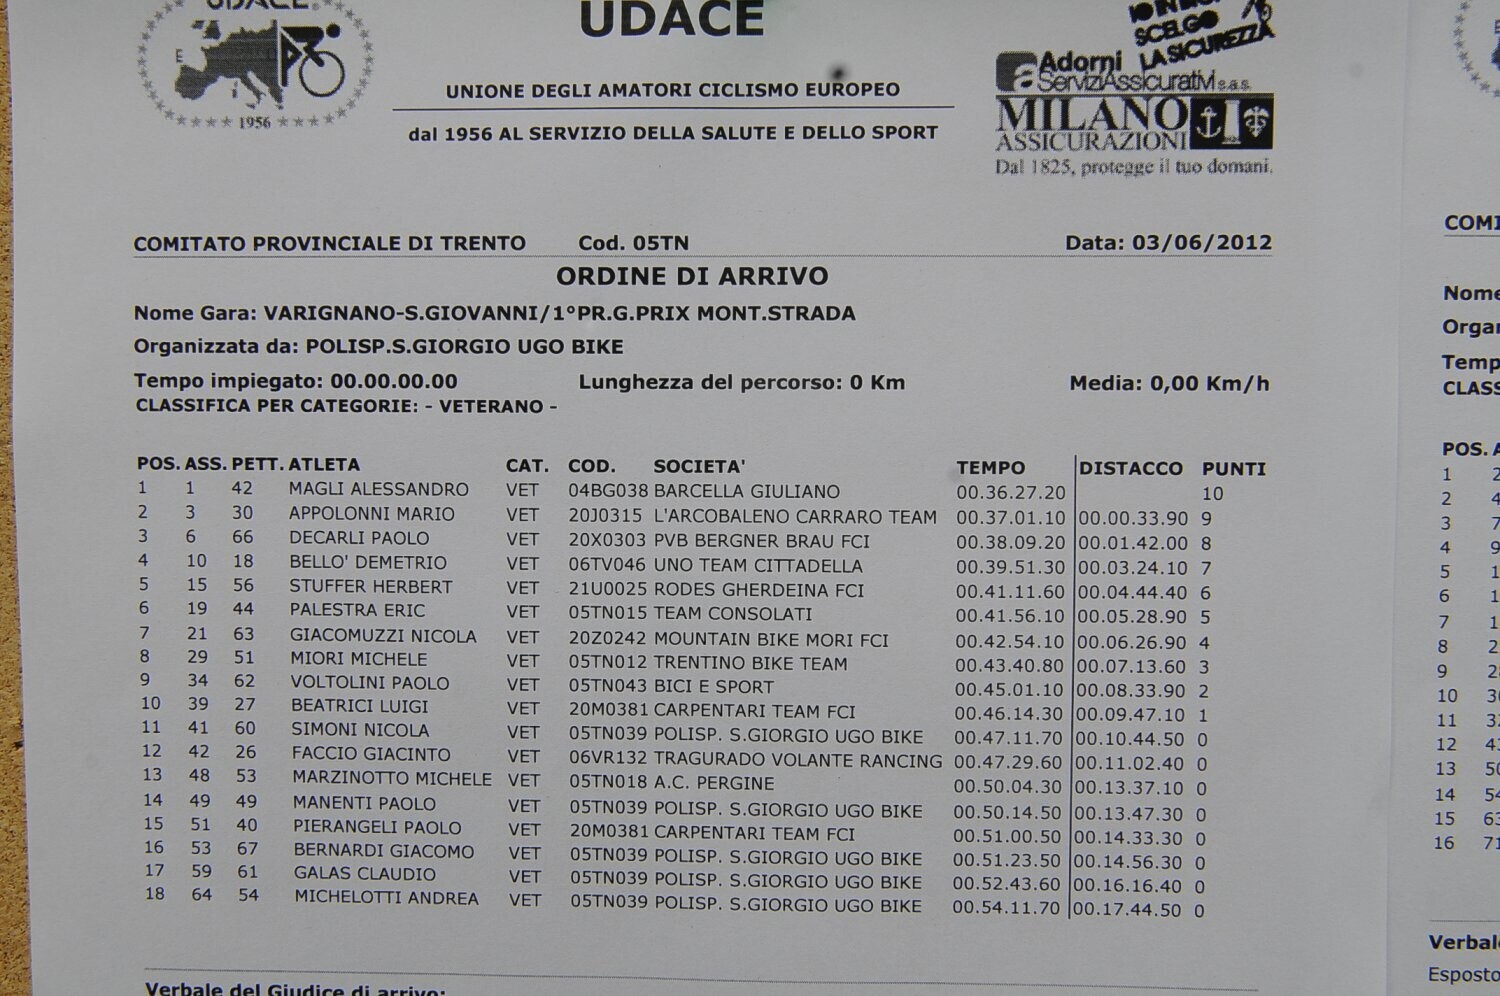 UDACE
UDACE
E
1956
UNIONE DEGLI AMATORI CICLISMO EUROPEO
dal 1956 AL SERVIZIO DELLA SALUTE E DELLO SPORT
SCELGO
LA SICUREZZA
Adorni
ServiziAssicurativi s.a.s.
MILANO
ASSICURAZIONI
Dal 1825, protegge il tuo domani.
COMITATO PROVINCIALE DI TRENTO Cod. 05TN Data: 03/06/2012
ORDINE DI ARRIVO
Nome Gara: VARIGNANO-S.GIOVANNI/1°PR.G.PRIX MONT.STRADA
Organizzata da: POLISP.S.GIORGIO UGO BIKE
Tempo impiegato: 00.00.00.00 Lunghezza del percorso: 0 Km Media: 0,00 Km/h
CLASSIFICA PER CATEGORIE: - VETERANO -
POS. ASS. PETT. ATLETA CAT. COD. SOCIETA' TEMPO DISTACCO PUNTI
1 1 42 MAGLI ALESSANDRO VET 04BG038 BARCELLA GIULIANO 00.36.27.20 10
2 3 30 APPOLONNI MARIO VET 20J0315 L'ARCOBALENO CARRARO TEAM 00.37.01.10 00.00.33.90 9
3 6 66 DECARLI PAOLO VET 20X0303 PVB BERGNER BRAU FCI 00.38.09.20 00.01.42.00 8
4 10 18 BELLO' DEMETRIO VET 06TV046 UNO TEAM CITTADELLA 00.39.51.30 00.03.24.10 7
5 15 56 STUFFER HERBERT VET 21U0025 RODES GHERDEINA FCI 00.41.11.60 00.04.44.40 6
6 19 44 PALESTRA ERIC VET 05TN015 TEAM CONSOLATI 00.41.56.10 00.05.28.90 5
7 21 63 GIACOMUZZI NICOLA VET 20Z0242 MOUNTAIN BIKE MORI FCI 00.42.54.10 00.06.26.90 4
8 29 51 MIORI MICHELE VET 05TN012 TRENTINO BIKE TEAM 00.43.40.80 00.07.13.60 3
9 34 62 VOLTOLINI PAOLO VET 05TN043 BICI E SPORT 00.45.01.10 00.08.33.90 2
10 39 27 BEATRICI LUIGI VET 20M0381 CARPENTARI TEAM FCI 00.46.14.30 00.09.47.10 1
11 41 60 SIMONI NICOLA VET 05TN039 POLISP. S.GIORGIO UGO BIKE 00.47.11.70 00.10.44.50 0
12 42 26 FACCIO GIACINTO VET 06VR132 TRAGURADO VOLANTE RANCING 00.47.29.60 00.11.02.40 0
13 48 53 MARZINOTTO MICHELE VET 05TN018 A.C. PERGINE 00.50.04.30 00.13.37.10 0
14 49 49 MANENTI PAOLO VET 05TN039 POLISP. S.GIORGIO UGO BIKE 00.50.14.50 00.13.47.30 0
15 51 40 PIERANGELI PAOLO VET 20M0381 CARPENTARI TEAM FCI 00.51.00.50 00.14.33.30 0
16 53 67 BERNARDI GIACOMO VET 05TN039 POLISP. S.GIORGIO UGO BIKE 00.51.23.50 00.14.56.30 0
17 59 61 GALAS CLAUDIO VET 05TN039 POLISP. S.GIORGIO UGO BIKE 00.52.43.60 00.16.16.40 0
18 64 54 MICHELOTTI ANDREA VET 05TN039 POLISP. S.GIORGIO UGO BIKE 00.54.11.70 00.17.44.50 0
Verbale del Giudice di arrivo:
POS.
1
2
3
4
5
6
7
8
9
10
11
12
13
14
15
16